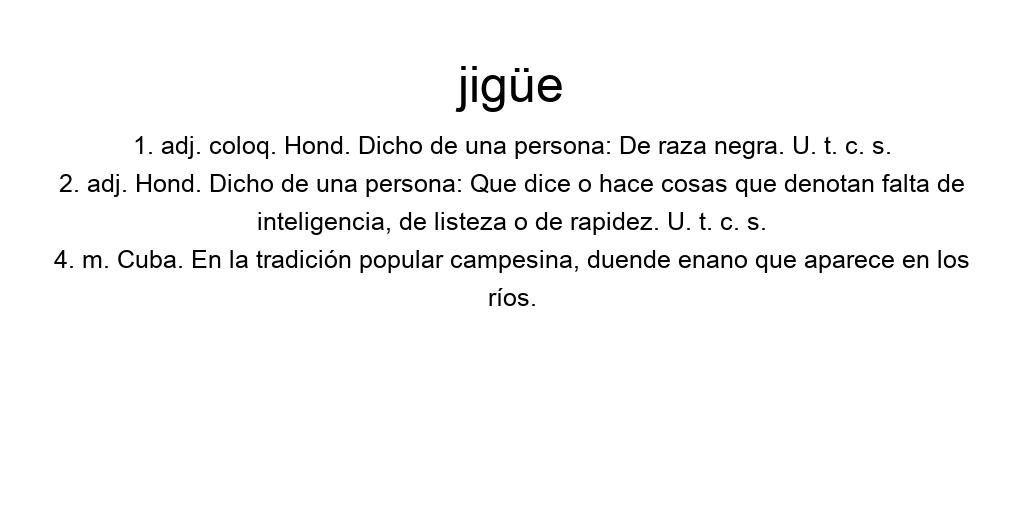 jigüe
1. adj. coloq. Hond. Dicho de una persona: De raza negra. U. t. c. s.
2. adj. Hond. Dicho de una persona: Que dice o hace cosas que denotan falta de
inteligencia, de listeza o de rapidez. U. t. c. s.
4. m. Cuba. En la tradición popular campesina, duende enano que aparece en los
ríos.